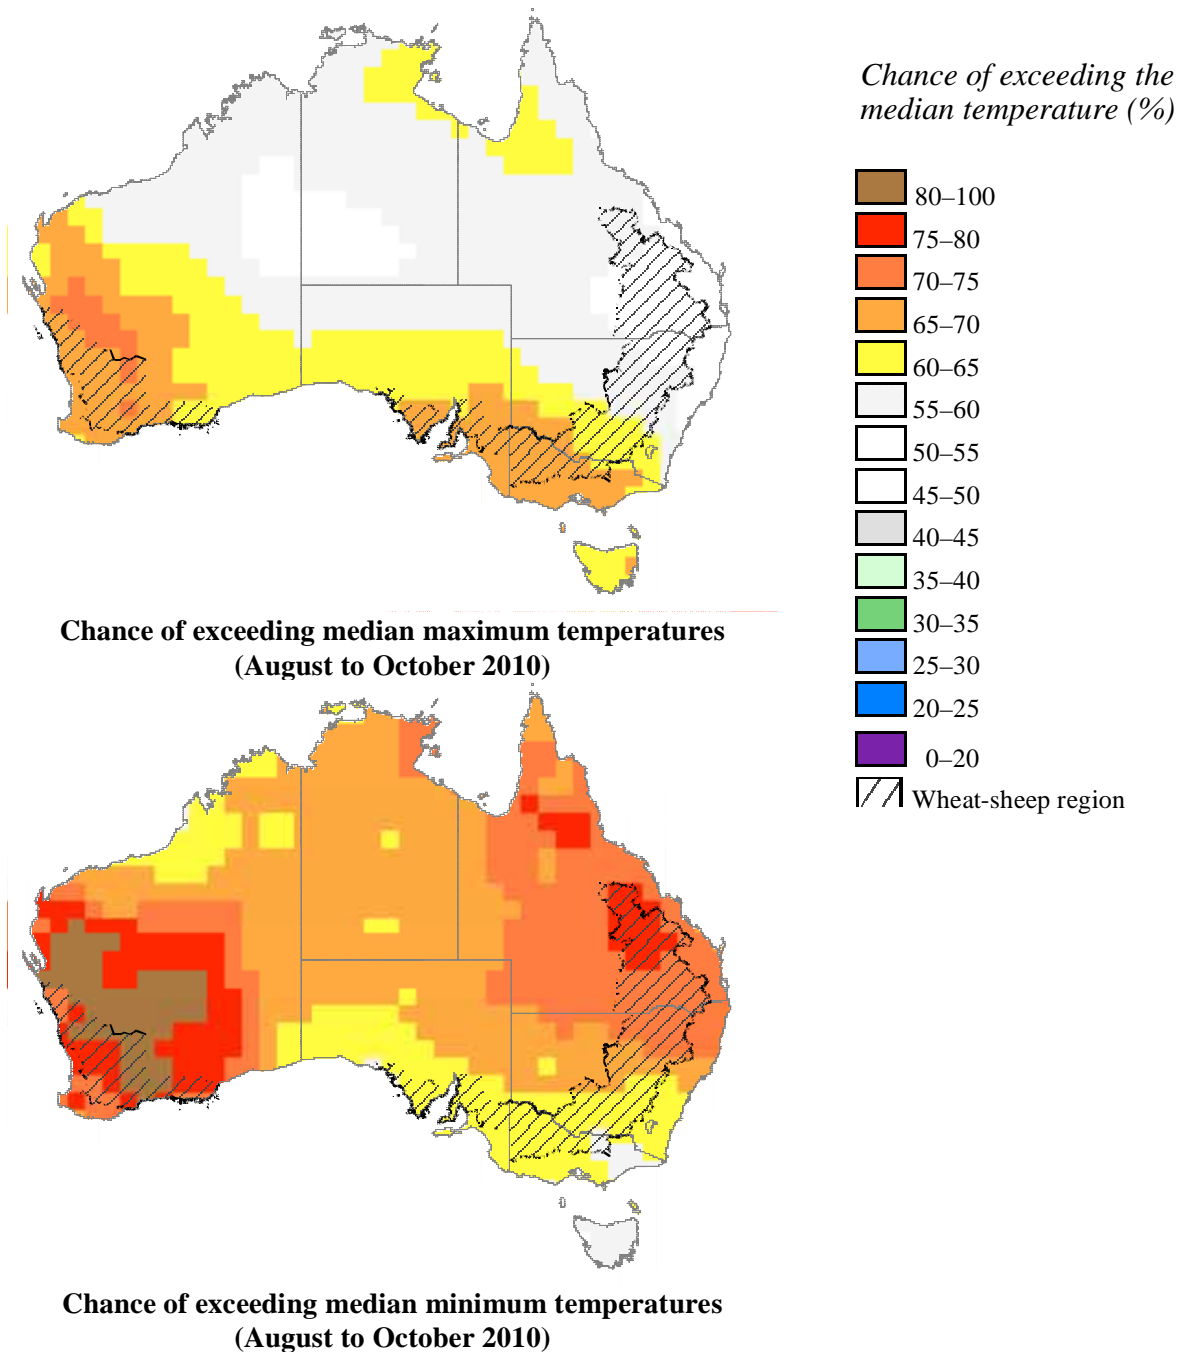 Chance of exceeding the
median temperature (%)
80–100
75–80
70–75
65–70
60–65
55–60
50–55
45–50
40–45
35–40
30–35
25–30
20–25
0–20
Wheat-sheep region
Chance of exceeding median maximum temperatures
(August to October 2010)
Chance of exceeding median minimum temperatures
(August to October 2010)